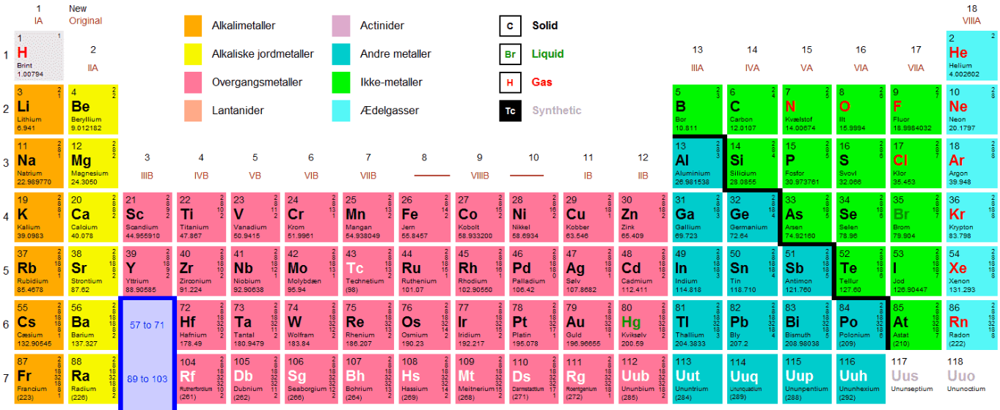 1 New 18
IA Original VIIIA
Alkalimetaller Actinider C Solid
Alkaliske jordmetaller Andre metaller Br Liquid
Overgangsmetaller Ikke-metaller H Gas
Lantanider Ædelgasser Tc Synthetic
2 13 14 15 16 17
IIA IIIA IVA VA VIA VIIA
3 4 5 6 7 8 9 10 11 12
IIIB IVB VB VIB VIIB VIIIB IB IIB
1
1 H Brint 1.00794
2 He Helium 4.002602
2
3 Li Lithium 6.941
4 Be Beryllium 9.012182
5 B Bor 10.811
6 C Carbon 12.0107
7 N Kvælstof 14.00674
8 O Ilt 15.9994
9 F Fluor 18.9984032
10 Ne Neon 20.1797
3
11 Na Natrium 22.989770
12 Mg Magnesium 24.3050
13 Al Aluminium 26.981538
14 Si Silicium 28.0855
15 P Fosfor 30.973761
16 S Svovl 32.066
17 Cl Klor 35.453
18 Ar Argon 39.948
4
19 K Kalium 39.0983
20 Ca Calcium 40.078
21 Sc Scandium 44.955910
22 Ti Titanium 47.867
23 V Vanadium 50.9415
24 Cr Krom 51.9961
25 Mn Mangan 54.938049
26 Fe Jern 55.8457
27 Co Kobolt 58.933200
28 Ni Nikkel 58.6934
29 Cu Kobber 63.546
30 Zn Zink 65.409
31 Ga Gallium 69.723
32 Ge Germanium 72.64
33 As Arsen 74.92160
34 Se Selen 78.96
35 Br Brom 79.904
36 Kr Krypton 83.798
5
37 Rb Rubidium 85.4678
38 Sr Strontium 87.62
39 Y Yttrium 88.90585
40 Zr Zirconium 91.224
41 Nb Niobium 92.90638
42 Mo Molybdæn 95.94
43 Tc Technetium (98)
44 Ru Ruthenium 101.07
45 Rh Rhodium 102.90550
46 Pd Palladium 106.42
47 Ag Sølv 107.8682
48 Cd Cadmium 112.411
49 In Indium 114.818
50 Sn Tin 118.710
51 Sb Antimon 121.760
52 Te Tellur 127.60
53 I Jod 126.90447
54 Xe Xenon 131.293
6
55 Cs Cæsium 132.90545
56 Ba Barium 137.327
57 to 71
72 Hf Hafnium 178.49
73 Ta Tantal 180.9479
74 W Wolfram 183.84
75 Re Rhenium 186.207
76 Os Osmium 190.23
77 Ir Iridium 192.217
78 Pt Platin 195.078
79 Au Guld 196.96655
80 Hg Kviksølv 200.59
81 Tl Thallium 204.3833
82 Pb Bly 207.2
83 Bi Bismuth 208.98038
84 Po Polonium (209)
85 At Astat (210)
86 Rn Radon (222)
7
87 Fr Francium (223)
88 Ra Radium (226)
89 to 103
104 Rf Rutherfordium (261)
105 Db Dubnium (262)
106 Sg Seaborgium (266)
107 Bh Bohrium (264)
108 Hs Hassium (269)
109 Mt Meitnerium (268)
110 Ds Darmstadtium (271)
111 Rg Roentgenium (272)
112 Uub Ununbium (285)
113 Uut Ununtrium (284)
114 Uuq Ununquadium (289)
115 Uup Ununpentium (288)
116 Uuh Ununhexium (292)
117 Uus Ununseptium
118 Uuo Ununoctium